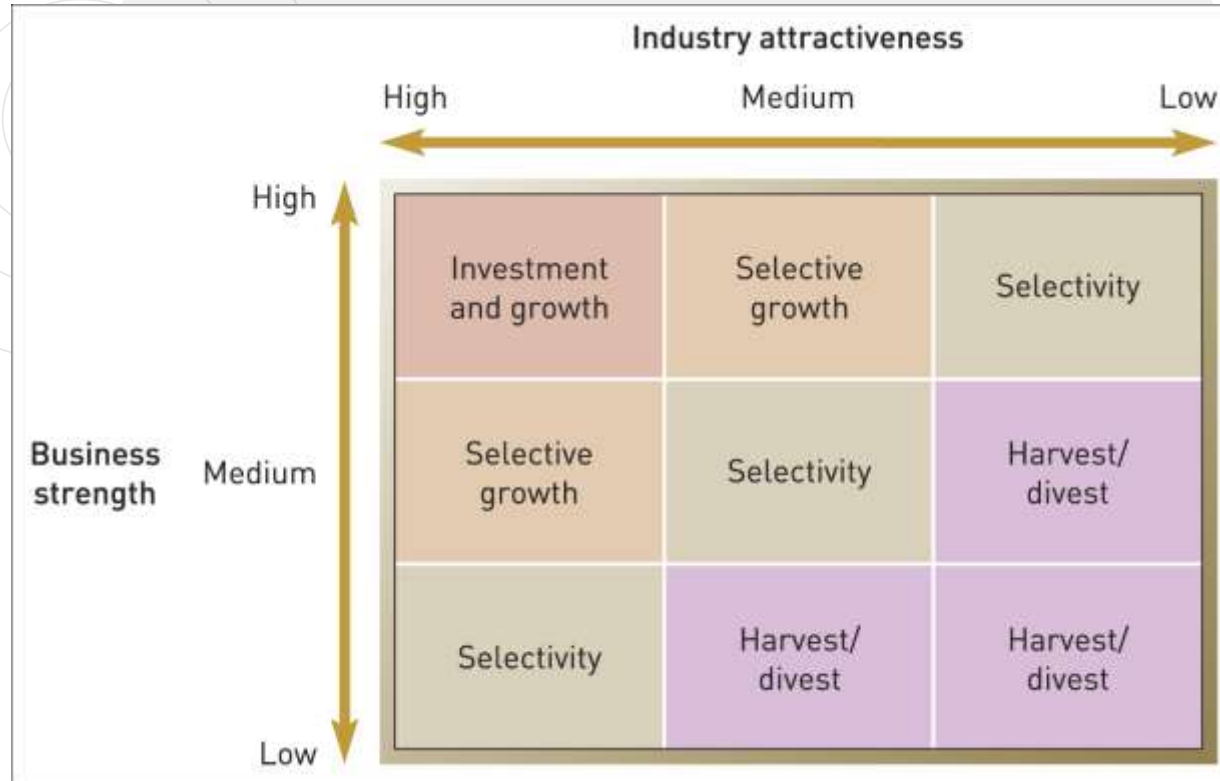 Industry attractiveness
High Medium Low
High
Investment
and growth
Selective
growth
Selectivity
Business
strength
Medium
Selective
growth
Selectivity
Harvest/
divest
Selectivity
Harvest/
divest
Harvest/
divest
Low